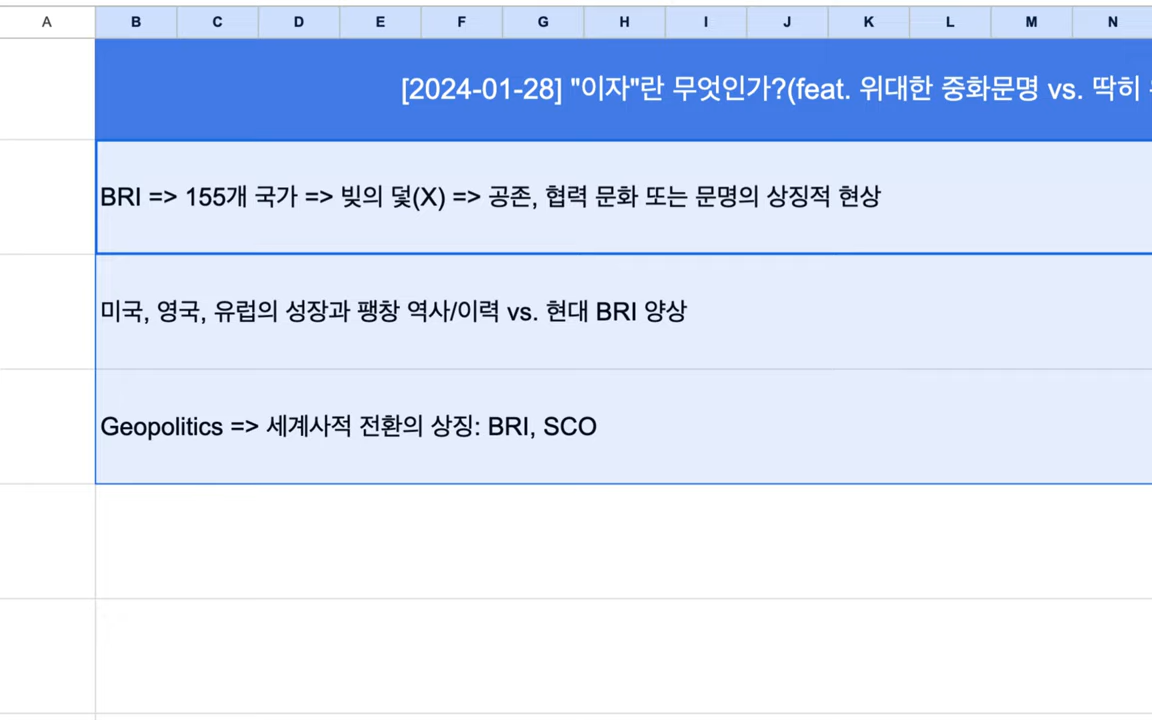 A B C D E F G H I J K L M N
[2024-01-28] "이자"란 무엇인가?(feat. 위대한 중화문명 vs. 딱히
BRI => 155개 국가 => 빚의 덫(X) => 공존, 협력 문화 또는 문명의 상징적 현상
미국, 영국, 유럽의 성장과 팽창 역사/이력 vs. 현대 BRI 양상
Geopolitics => 세계사적 전환의 상징: BRI, SCO